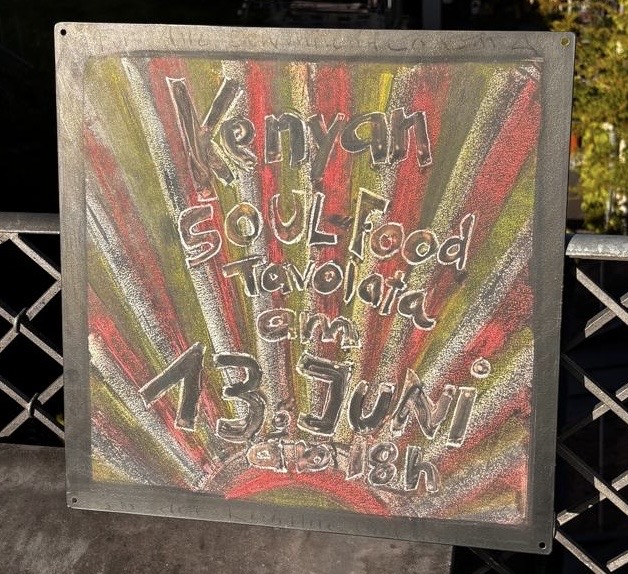 Kenyan
SOUL Food
Tavolata
am
13. JUNI
ab 18h